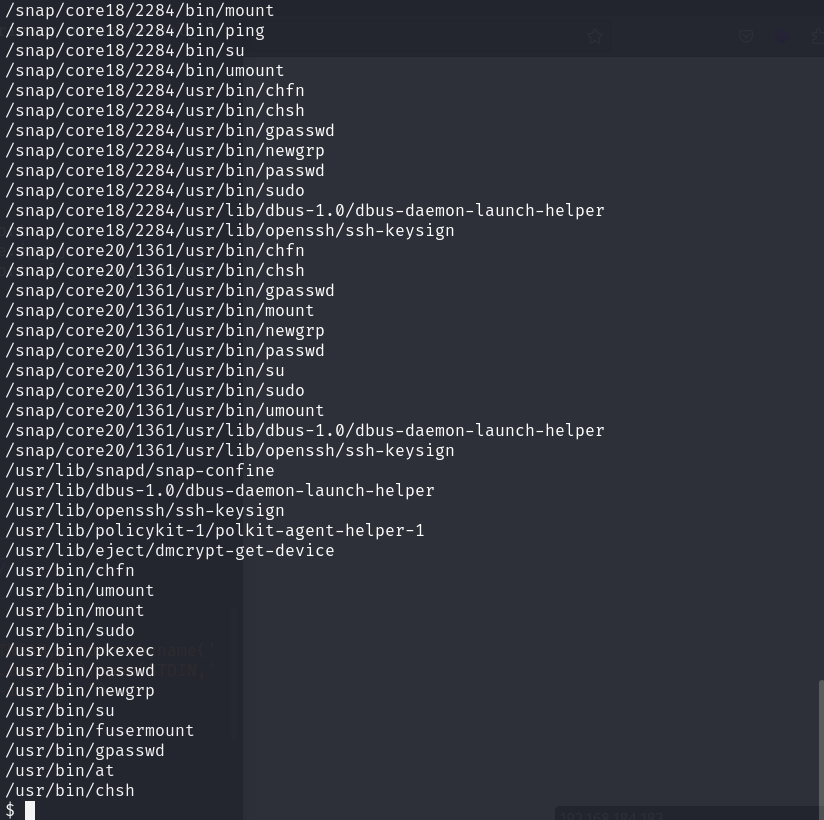 /snap/core18/2284/bin/mount
/snap/core18/2284/bin/ping
/snap/core18/2284/bin/su
/snap/core18/2284/bin/umount
/snap/core18/2284/usr/bin/chfn
/snap/core18/2284/usr/bin/chsh
/snap/core18/2284/usr/bin/gpasswd
/snap/core18/2284/usr/bin/newgrp
/snap/core18/2284/usr/bin/passwd
/snap/core18/2284/usr/bin/sudo
/snap/core18/2284/usr/lib/dbus-1.0/dbus-daemon-launch-helper
/snap/core18/2284/usr/lib/openssh/ssh-keysign
/snap/core20/1361/usr/bin/chfn
/snap/core20/1361/usr/bin/chsh
/snap/core20/1361/usr/bin/gpasswd
/snap/core20/1361/usr/bin/mount
/snap/core20/1361/usr/bin/newgrp
/snap/core20/1361/usr/bin/passwd
/snap/core20/1361/usr/bin/su
/snap/core20/1361/usr/bin/sudo
/snap/core20/1361/usr/bin/umount
/snap/core20/1361/usr/lib/dbus-1.0/dbus-daemon-launch-helper
/snap/core20/1361/usr/lib/openssh/ssh-keysign
/usr/lib/snapd/snap-confine
/usr/lib/dbus-1.0/dbus-daemon-launch-helper
/usr/lib/openssh/ssh-keysign
/usr/lib/policykit-1/polkit-agent-helper-1
/usr/lib/eject/dmcrypt-get-device
/usr/bin/chfn
/usr/bin/umount
/usr/bin/mount
/usr/bin/sudo
/usr/bin/pkexec
/usr/bin/passwd
/usr/bin/newgrp
/usr/bin/su
/usr/bin/fusermount
/usr/bin/gpasswd
/usr/bin/at
/usr/bin/chsh
$